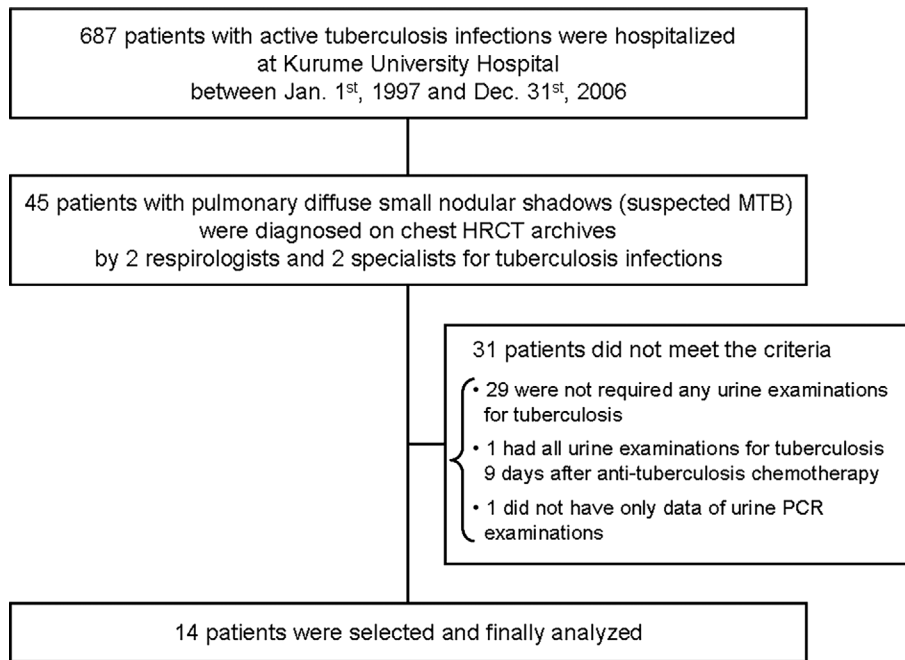 687 patients with active tuberculosis infections were hospitalized
at Kurume University Hospital
between Jan. 1st, 1997 and Dec. 31st, 2006
45 patients with pulmonary diffuse small nodular shadows (suspected MTB)
were diagnosed on chest HRCT archives
by 2 respirologists and 2 specialists for tuberculosis infections
31 patients did not meet the criteria
• 29 were not required any urine examinations
for tuberculosis
• 1 had all urine examinations for tuberculosis
9 days after anti-tuberculosis chemotherapy
• 1 did not have only data of urine PCR
examinations
14 patients were selected and finally analyzed